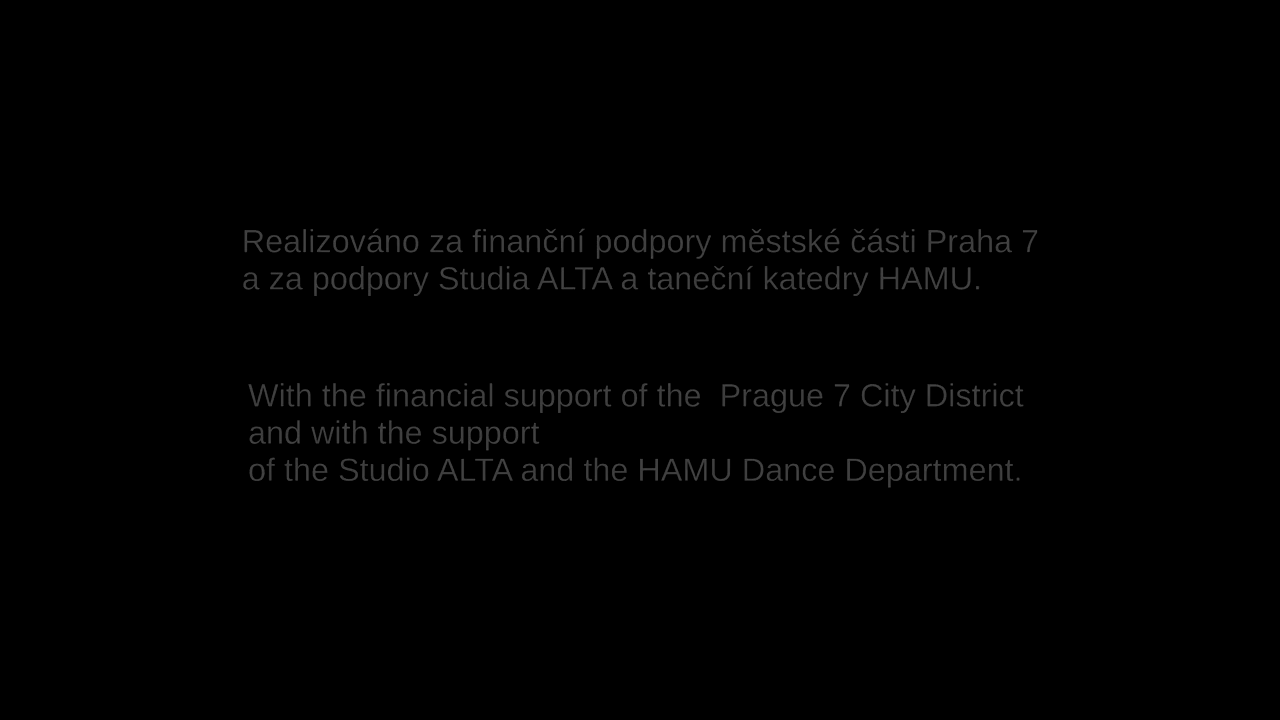 Realizováno za finanční podpory městské části Praha 7
a za podpory Studia ALTA a taneční katedry HAMU.
With the financial support of the  Prague 7 City District
and with the support
of the Studio ALTA and the HAMU Dance Department.